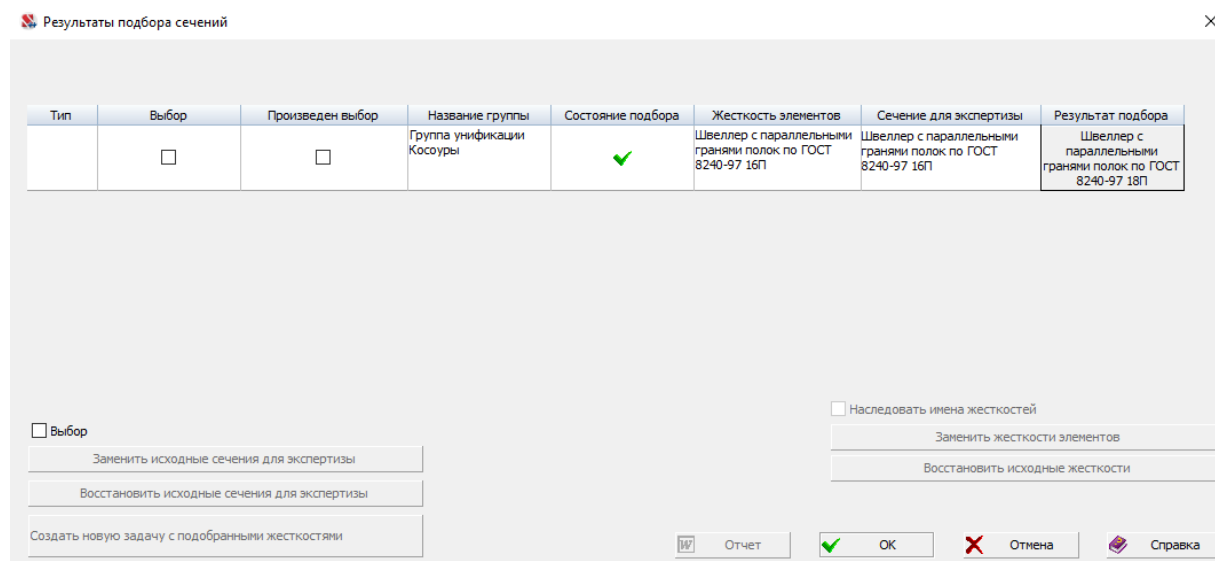 Результаты подбора сечений
Тип Выбор Произведен выбор Название группы Состояние подбора Жесткость элементов Сечение для экспертизы Результат подбора
Группа унификации
Косоуры
Швеллер с параллельными
гранями полок по ГОСТ
8240-97 16П
Швеллер с параллельными
гранями полок по ГОСТ
8240-97 16П
Швеллер с
параллельными
гранями полок по ГОСТ
8240-97 18П
Выбор
Заменить исходные сечения для экспертизы
Восстановить исходные сечения для экспертизы
Создать новую задачу с подобранными жесткостями
Наследовать имена жесткостей
Заменить жесткости элементов
Восстановить исходные жесткости
W Отчет OK Отмена Справка